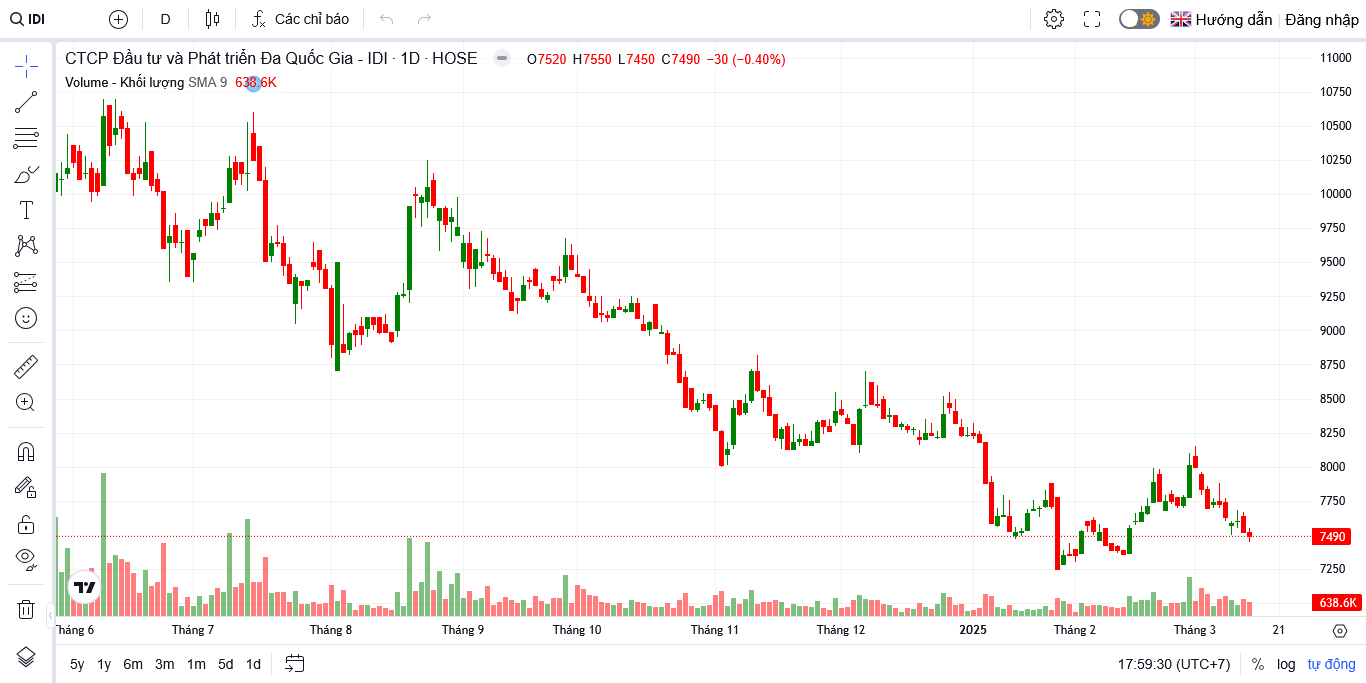 IDI D Các chỉ báo Hướng dẫn Đăng nhập
CTCP Đầu tư và Phát triển Đa Quốc Gia - IDI · 1D · HOSE O7520 H7550 L7450 C7490 −30 (−0.40%)
Volume - Khối lượng SMA 9 638.6K
11000
10750
10500
10250
10000
9750
9500
9250
9000
8750
8500
8250
8000
7750
7490
7250
638.6K
Tháng 6 Tháng 7 Tháng 8 Tháng 9 Tháng 10 Tháng 11 Tháng 12 2025 Tháng 2 Tháng 3 21
5y 1y 6m 3m 1m 5d 1d 17:59:30 (UTC+7) % log tự động